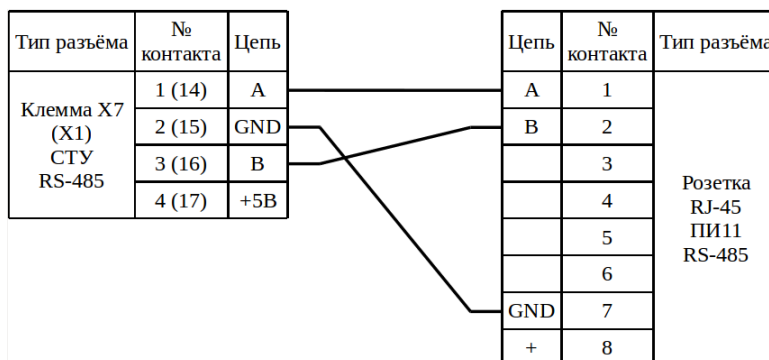 Тип разъёма № контакта Цепь
Клемма X7 (X1) СТУ RS-485
1 (14) A
2 (15) GND
3 (16) B
4 (17) +5В
Цепь № контакта Тип разъёма
A 1
B 2
3
4
5
6
GND 7
+ 8
Розетка RJ-45 ПИ11 RS-485